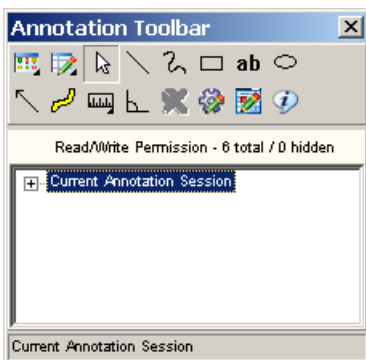 Annotation Toolbar
ab
Read/Write Permission - 6 total / 0 hidden
Current Annotation Session
Current Annotation Session